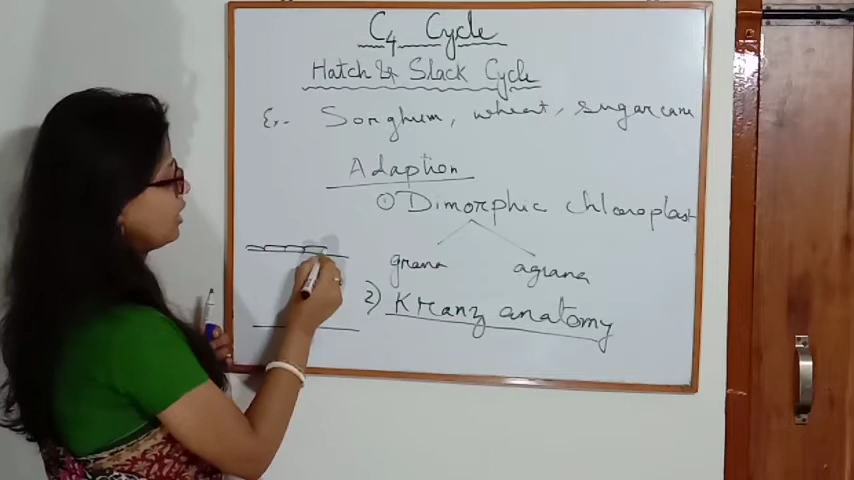 C4 Cycle
Hatch & Slack Cycle
Ex- Sorghum, wheat, sugarcane
Adaption
① Dimorphic chloroplast
grana agrana
2) Kranz anatomy